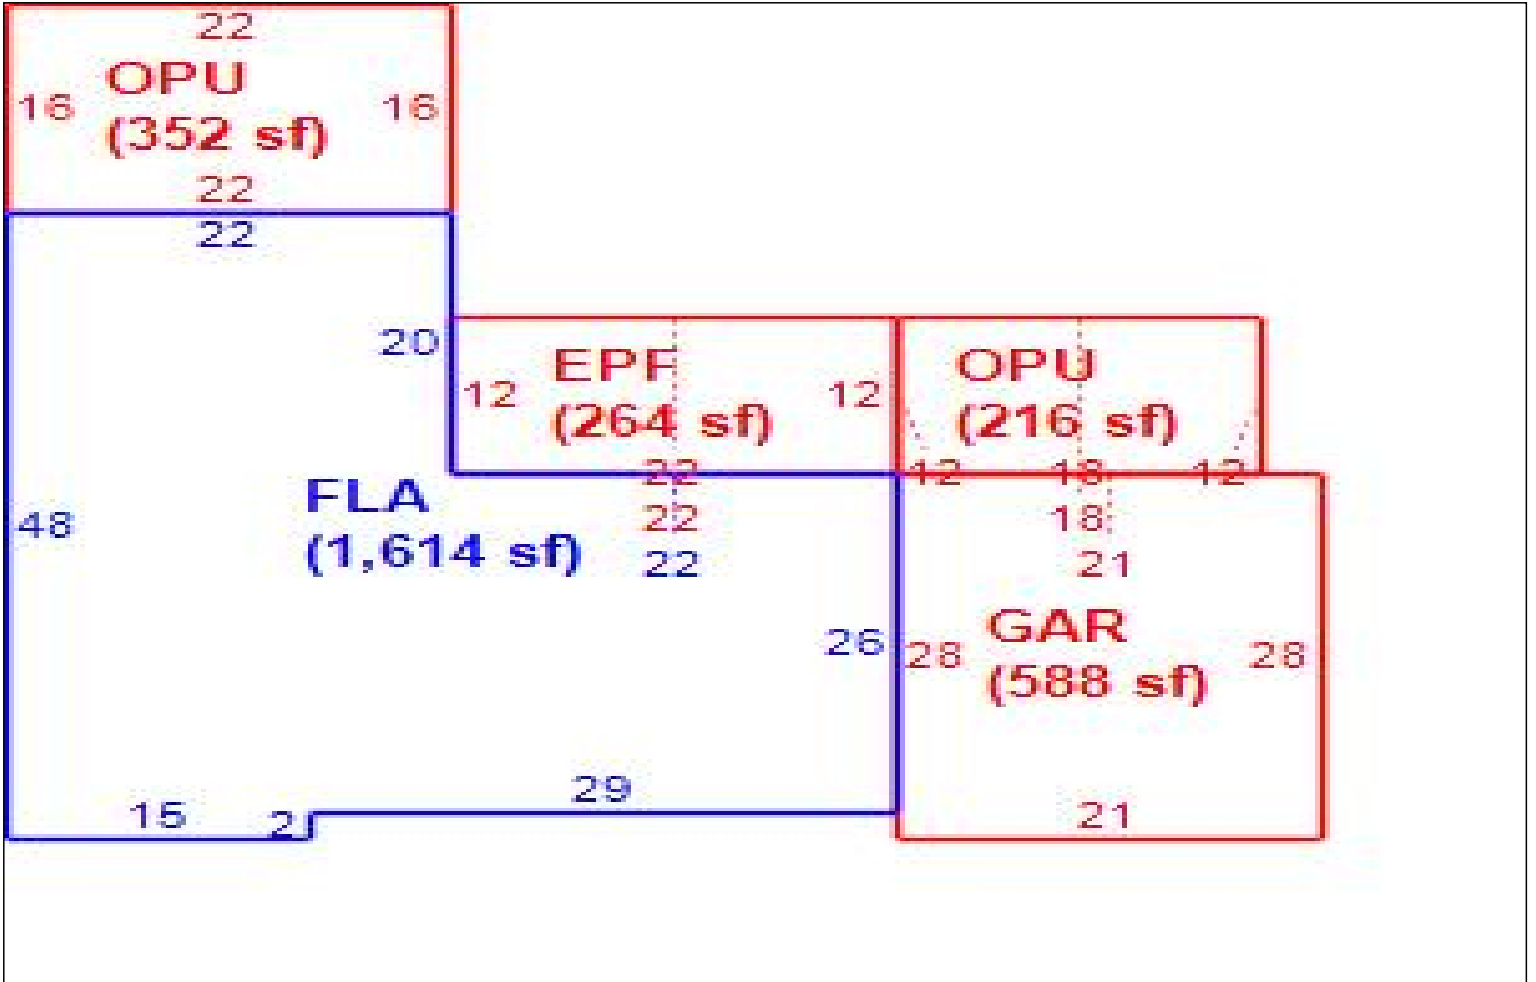 22
OPU
16 16
(352 sf)
22
22
20
EPF OPU
12 12
(264 sf) (216 sf)
22 12 18 12
FLA
48 22 18
(1,614 sf) 22 21
GAR
26 28 28
(588 sf)
29
15 2 21